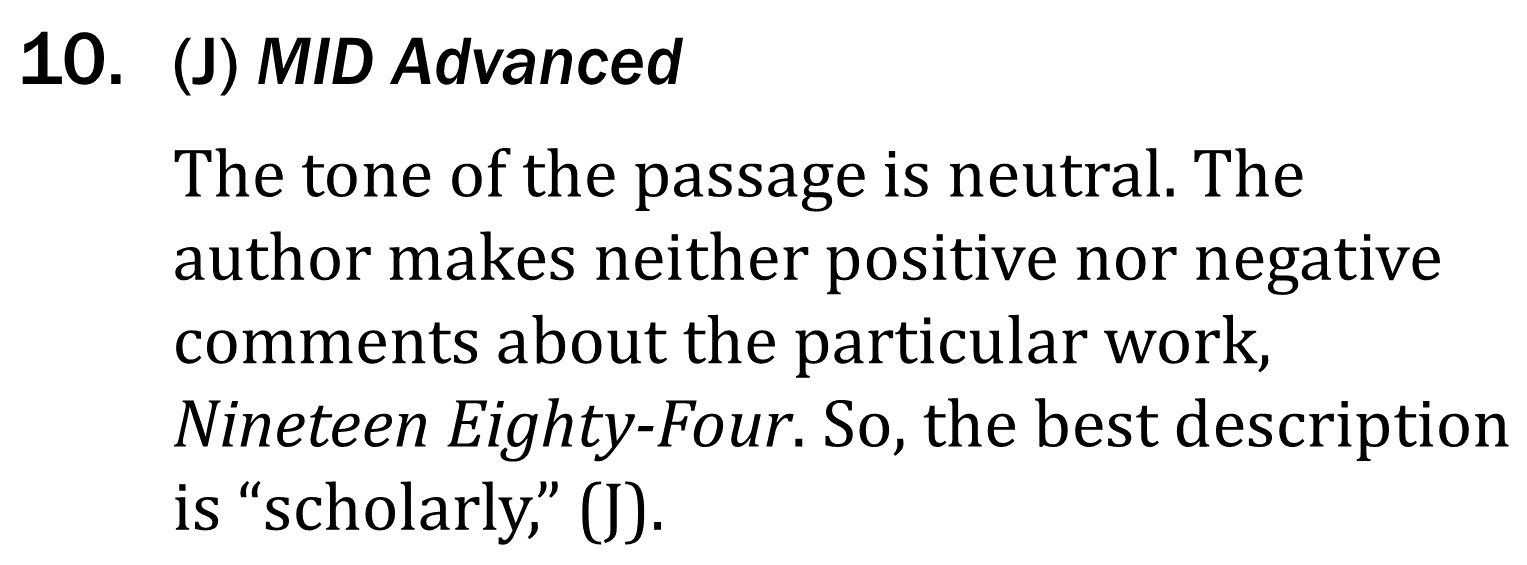 10. (J) MID Advanced
The tone of the passage is neutral. The
author makes neither positive nor negative
comments about the particular work,
Nineteen Eighty-Four. So, the best description
is “scholarly,” (J).